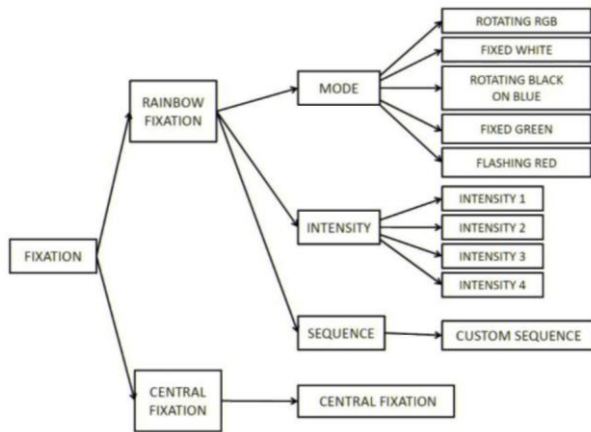 ROTATING RGB
FIXED WHITE
RAINBOW
FIXATION
MODE
ROTATING BLACK
ON BLUE
FIXED GREEN
FLASHING RED
INTENSITY 1
INTENSITY
INTENSITY 2
FIXATION
INTENSITY 3
INTENSITY 4
SEQUENCE
CUSTOM SEQUENCE
CENTRAL
FIXATION
CENTRAL FIXATION